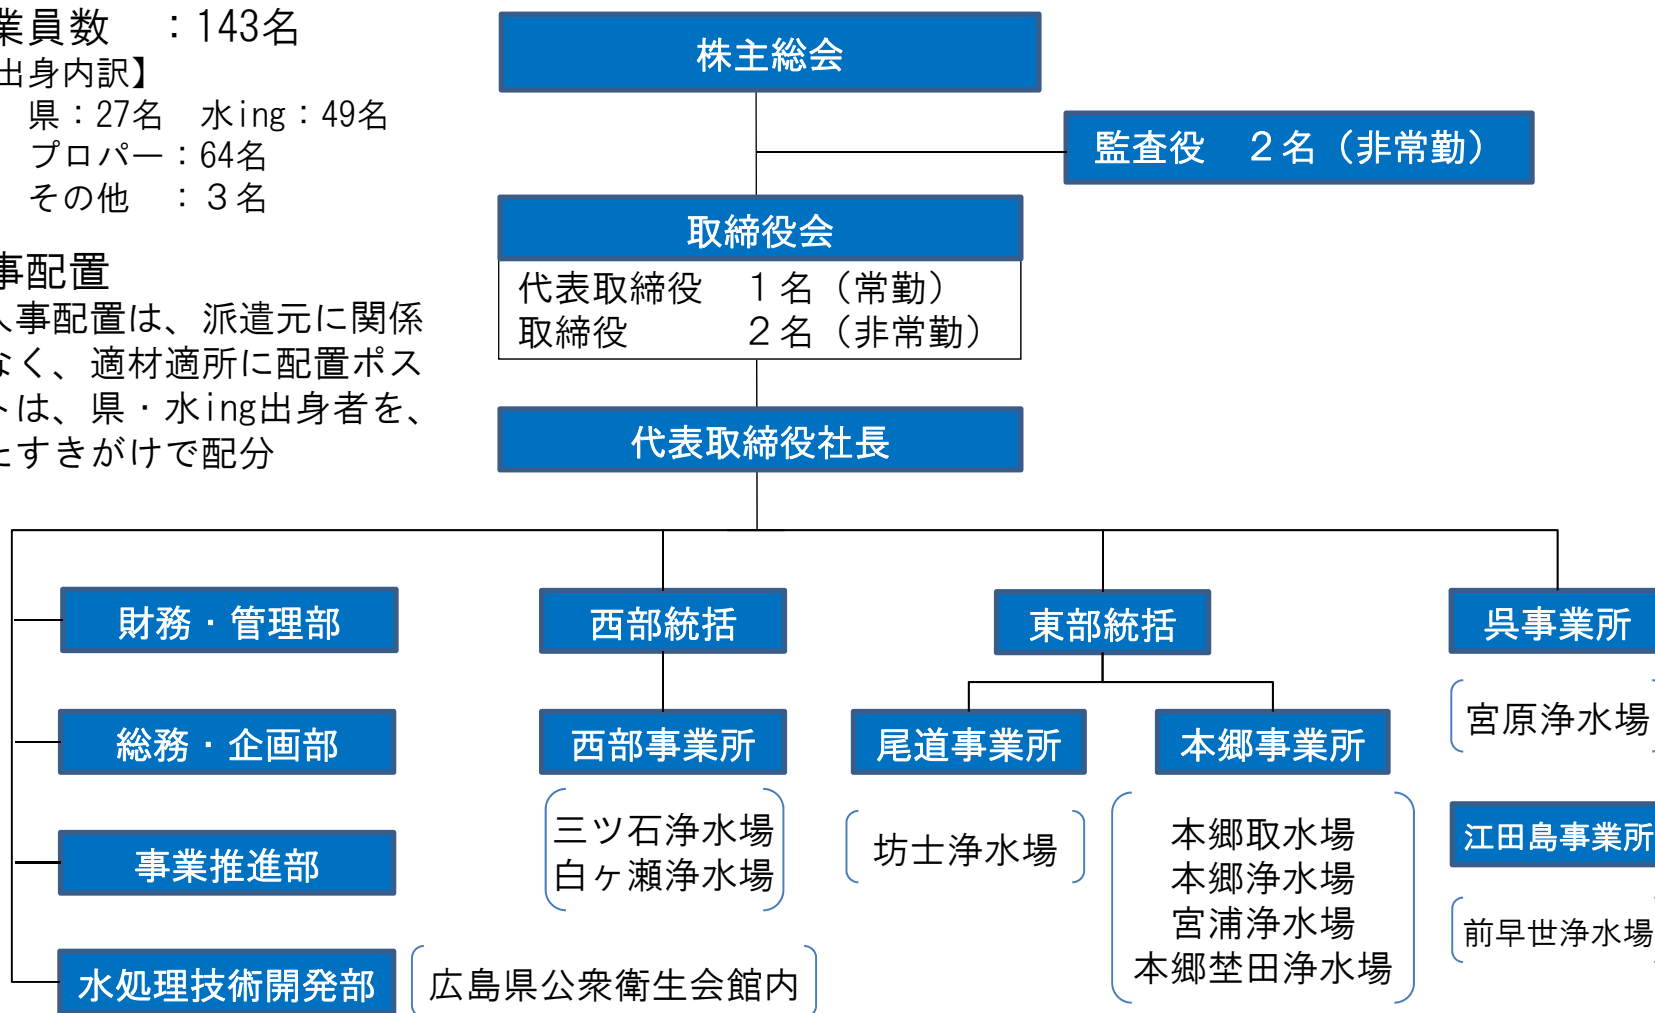 業員数　：143名
出身内訳】
県：27名　水ing：49名
プロパー：64名
その他　：３名
事配置
人事配置は、派遣元に関係
なく、適材適所に配置ポス
トは、県・水ing出身者を、
たすきがけで配分
株主総会
監査役　２名（非常勤）
取締役会
代表取締役　１名（常勤）
取締役　　　２名（非常勤）
代表取締役社長
財務・管理部
総務・企画部
事業推進部
水処理技術開発部
広島県公衆衛生会館内
西部統括
西部事業所
三ツ石浄水場
白ヶ瀬浄水場
東部統括
尾道事業所
坊士浄水場
本郷事業所
本郷取水場
本郷浄水場
宮浦浄水場
本郷埜田浄水場
呉事業所
宮原浄水場
江田島事業所
前早世浄水場